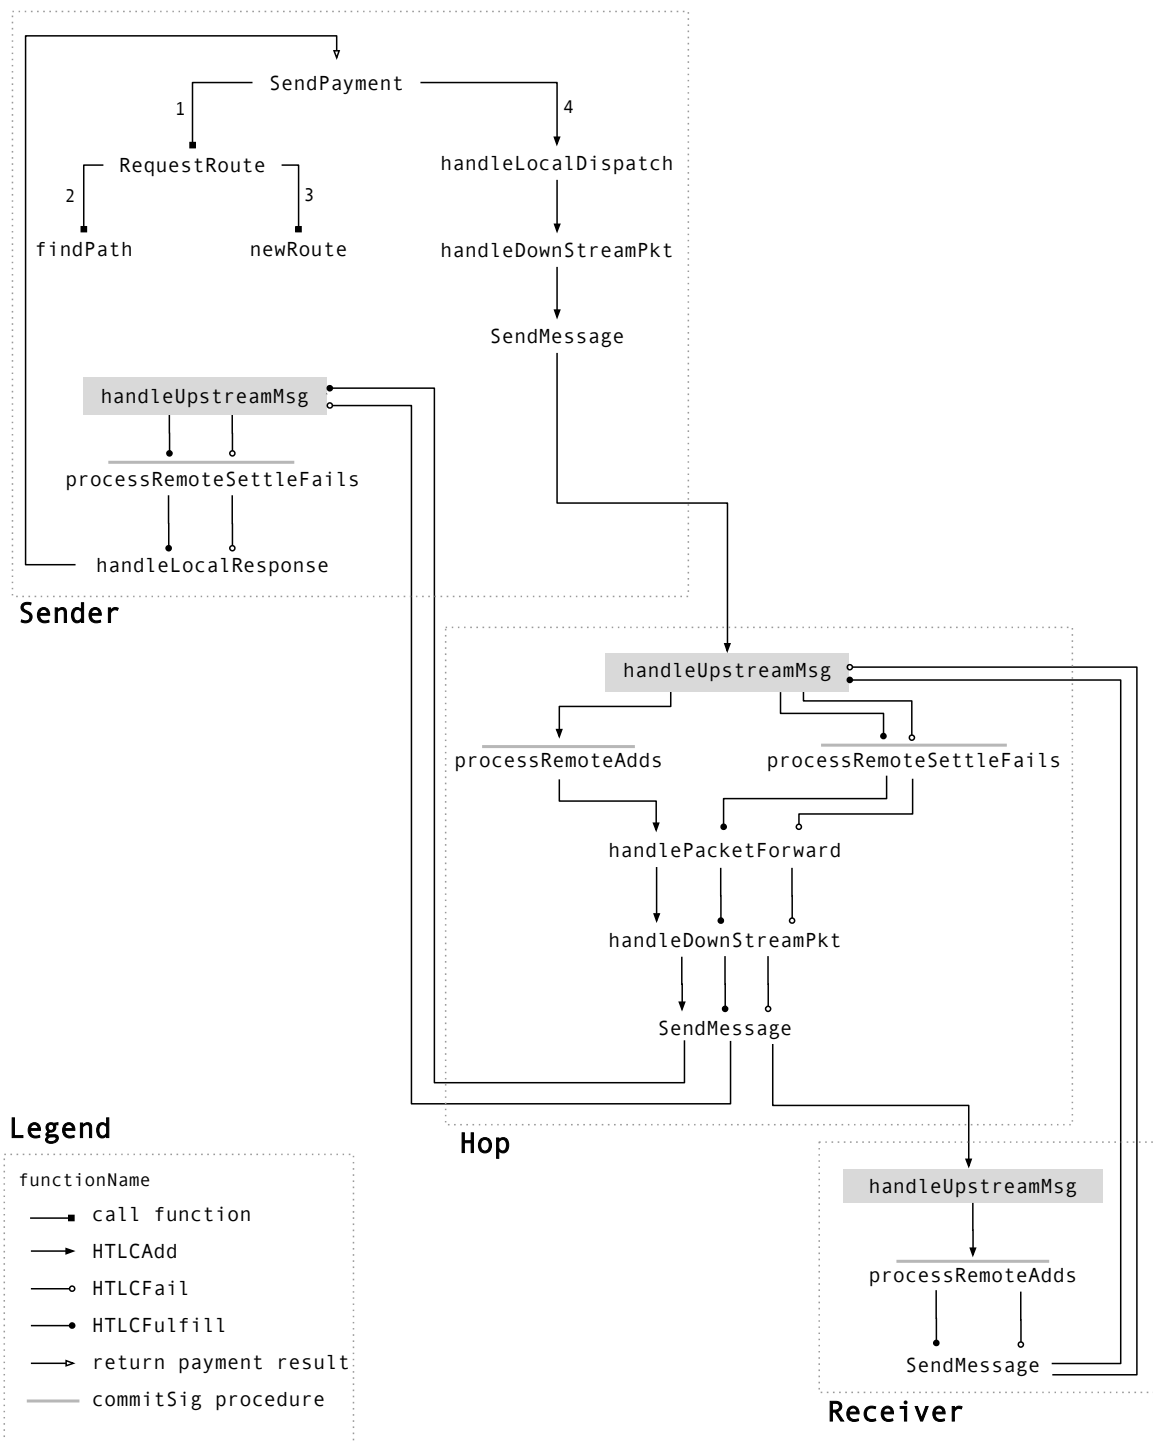 SendPayment
1
4
RequestRoute
handleLocalDispatch
2
3
findPath
newRoute
handleDownStreamPkt
SendMessage
handleUpstreamMsg
processRemoteSettleFails
handleLocalResponse
Sender
handleUpstreamMsg
processRemoteAdds
processRemoteSettleFails
handlePacketForward
handleDownStreamPkt
SendMessage
Hop
handleUpstreamMsg
processRemoteAdds
SendMessage
Receiver
Legend
functionName
call function
HTLCAdd
HTLCFail
HTLCFulfill
return payment result
commitSig procedure